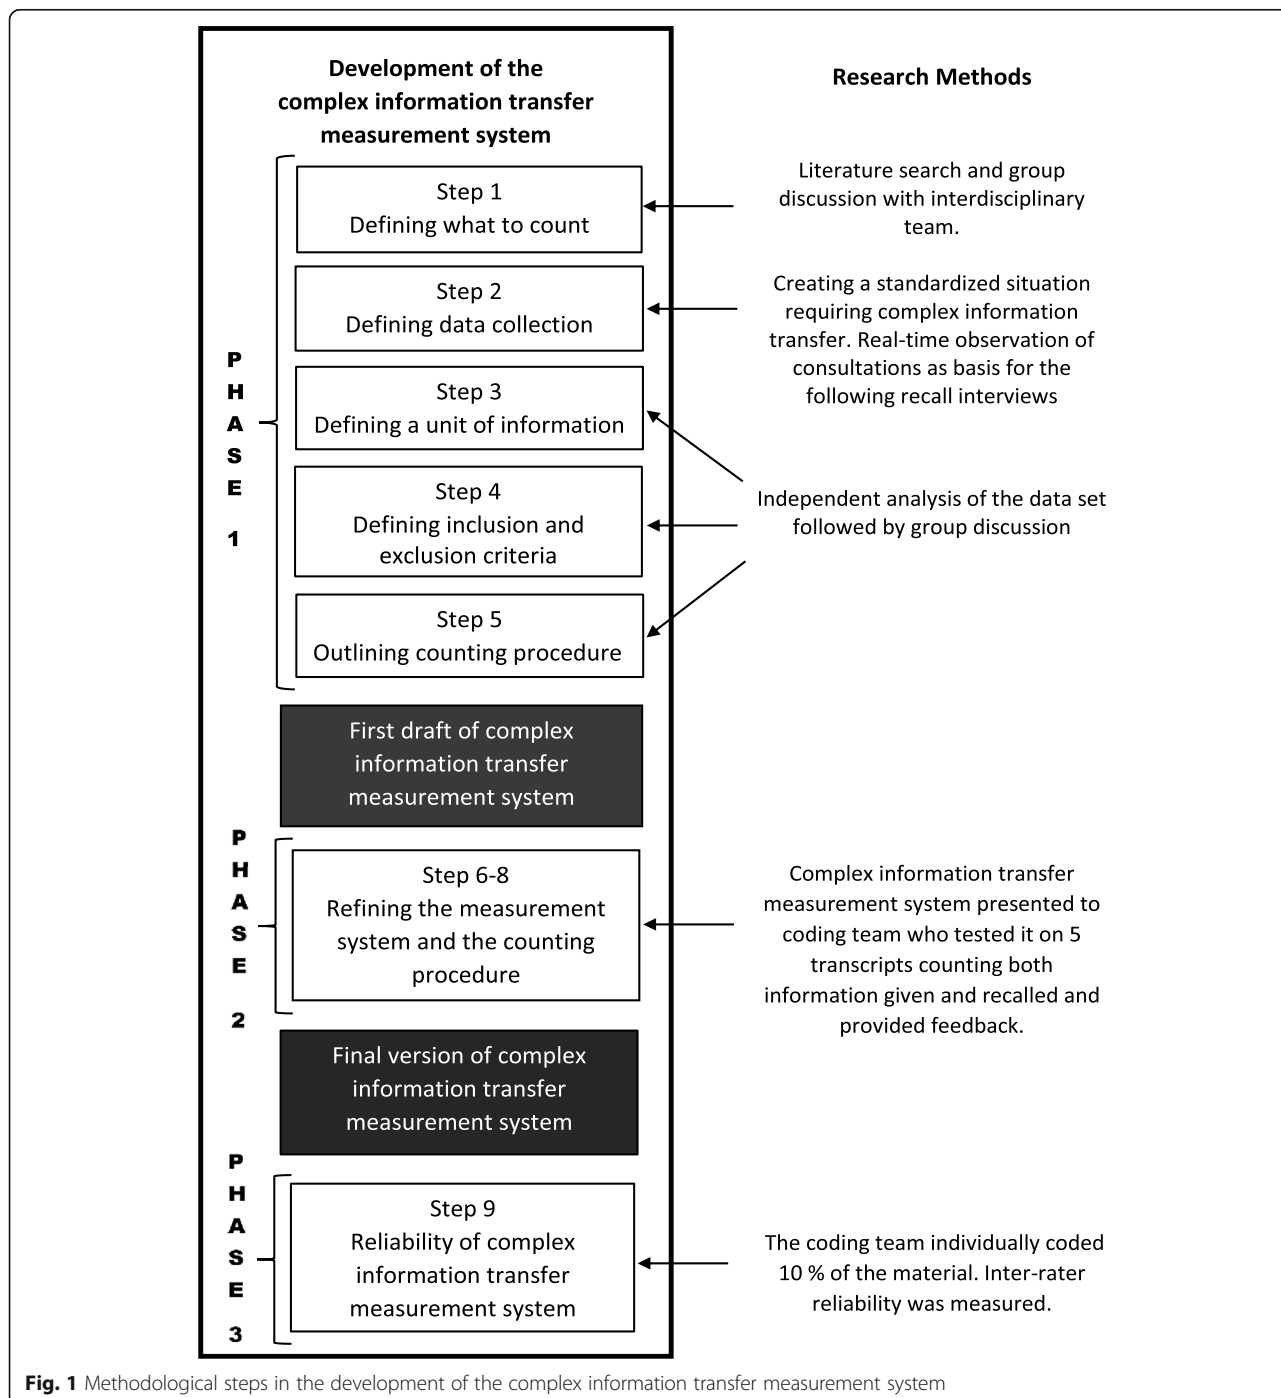 Development of the
complex information transfer
measurement system
Research Methods
Step 1
Defining what to count
Literature search and group
discussion with interdisciplinary
team.
Step 2
Defining data collection
Creating a standardized situation
requiring complex information
transfer. Real-time observation of
consultations as basis for the
following recall interviews
PHASE 1
Step 3
Defining a unit of information
Step 4
Defining inclusion and
exclusion criteria
Independent analysis of the data set
followed by group discussion
Step 5
Outlining counting procedure
First draft of complex
information transfer
measurement system
PHASE 2
Step 6-8
Refining the measurement
system and the counting
procedure
Complex information transfer
measurement system presented to
coding team who tested it on 5
transcripts counting both
information given and recalled and
provided feedback.
Final version of complex
information transfer
measurement system
PHASE 3
Step 9
Reliability of complex
information transfer
measurement system
The coding team individually coded
10 % of the material. Inter-rater
reliability was measured.
Fig. 1 Methodological steps in the development of the complex information transfer measurement system